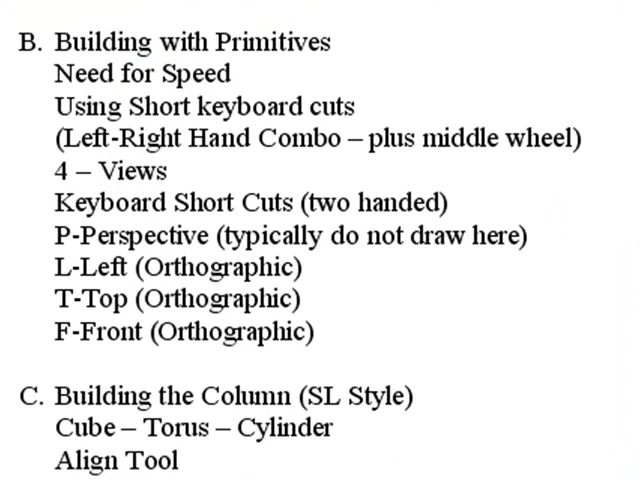 B. Building with Primitives
Need for Speed
Using Short keyboard cuts
(Left-Right Hand Combo – plus middle wheel)
4 – Views
Keyboard Short Cuts (two handed)
P-Perspective (typically do not draw here)
L-Left (Orthographic)
T-Top (Orthographic)
F-Front (Orthographic)
C. Building the Column (SL Style)
Cube – Torus – Cylinder
Align Tool